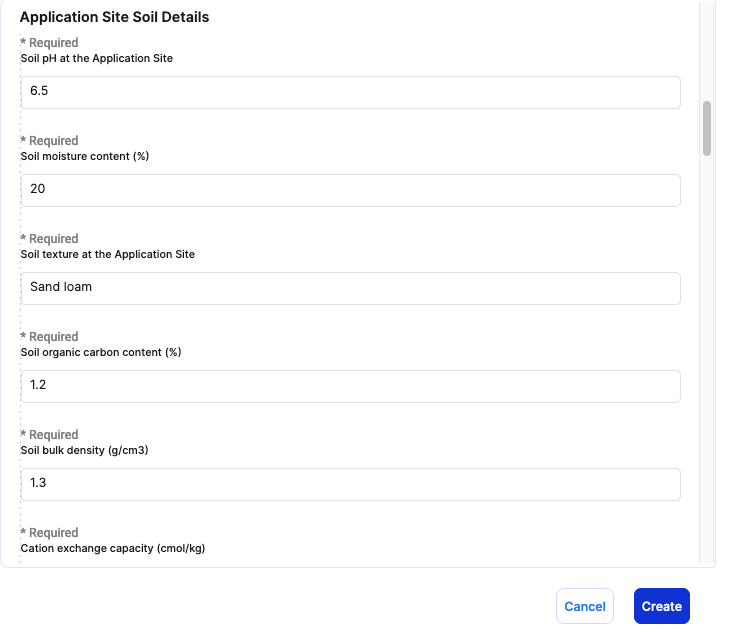 Application Site Soil Details
* Required
Soil pH at the Application Site
6.5
* Required
Soil moisture content (%)
20
* Required
Soil texture at the Application Site
Sand loam
* Required
Soil organic carbon content (%)
1.2
* Required
Soil bulk density (g/cm3)
1.3
* Required
Cation exchange capacity (cmol/kg)
Cancel
Create